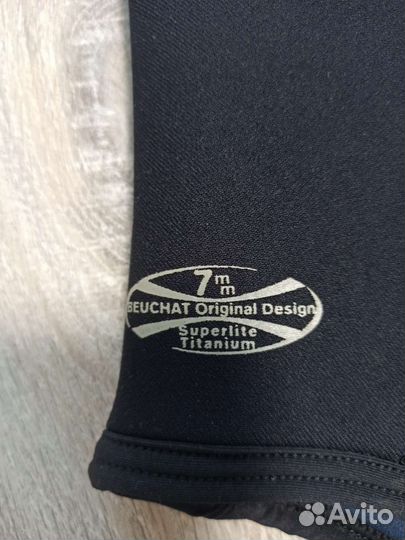 7mm
BEUCHAT Original Design
Superlite
Titanium
Avito